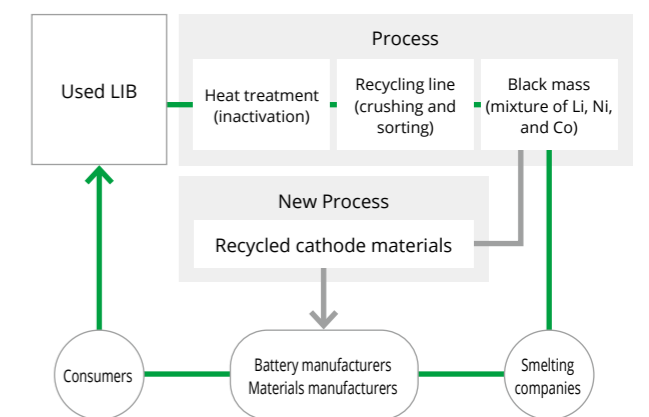 Process
Used LIB
Heat treatment
(inactivation)
Recycling line
(crushing and
sorting)
Black mass
(mixture of Li, Ni,
and Co)
New Process
Recycled cathode materials
Consumers
Battery manufacturers
Materials manufacturers
Smelting
companies